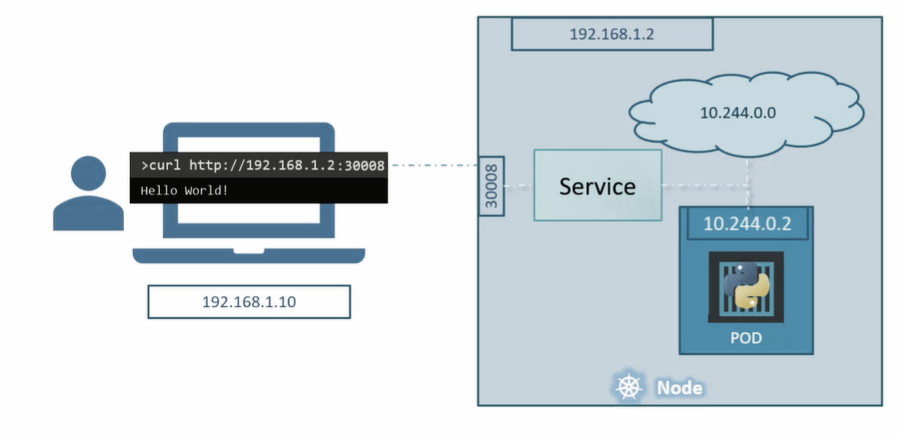 192.168.1.2
10.244.0.0
>curl http://192.168.1.2:30008
Hello World!
30008
Service
10.244.0.2
POD
192.168.1.10
Node